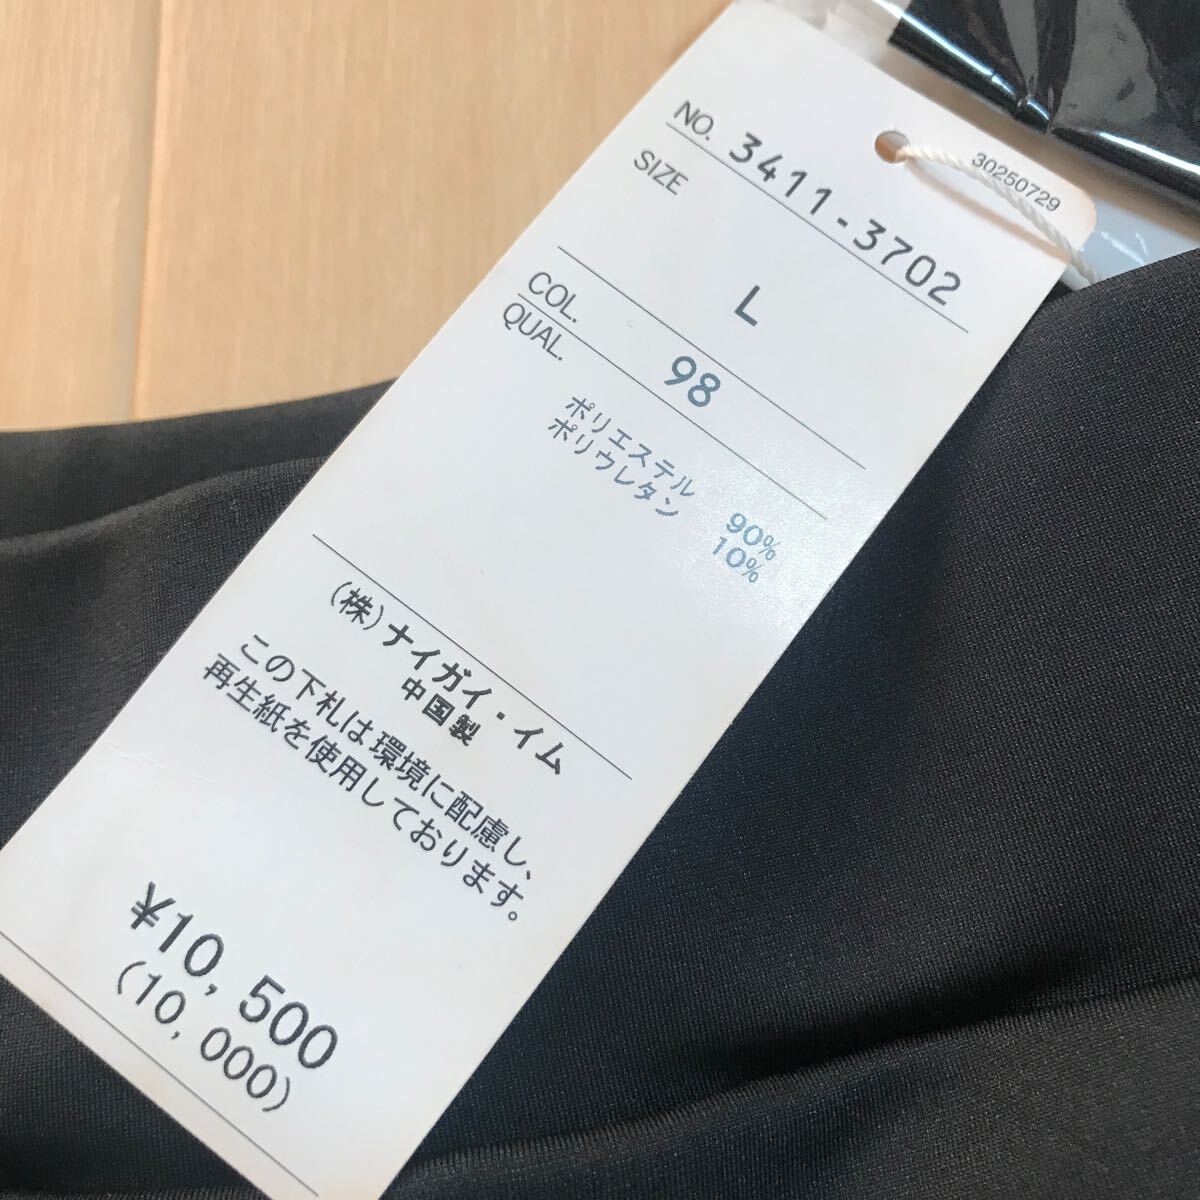 30250729
NO. 3411-3702
SIZE
L
COL. 98
QUAL.
ポリエステル 90%
ポリウレタン 10%
(株)ナイガイ・イム
中国製
この下札は環境に配慮し、
再生紙を使用しております。
¥10,500
(10,000)